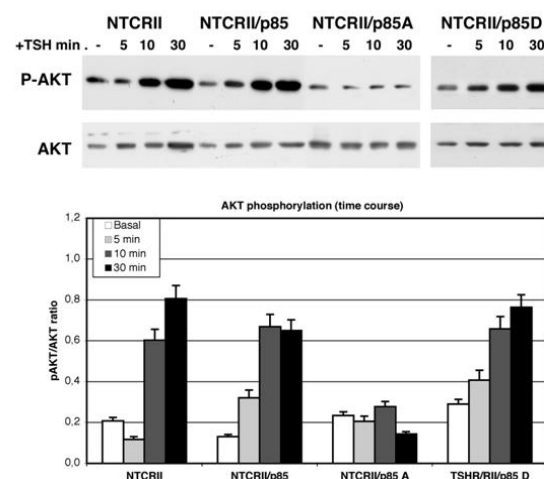 NTCRII NTCRII/p85 NTCRII/p85A NTCRII/p85D
+TSH min . - 5 10 30 - 5 10 30 - 5 10 30 - 5 10 30
P-AKT
AKT
AKT phosphorylation (time course)
1,2
1,0
0,8
0,6
0,4
0,2
0,0
pAKT/AKT ratio
Basal
5 min
10 min
30 min
NTCRII NTCRII/p85 NTCRII/p85 A TSHR/RII/p85 D